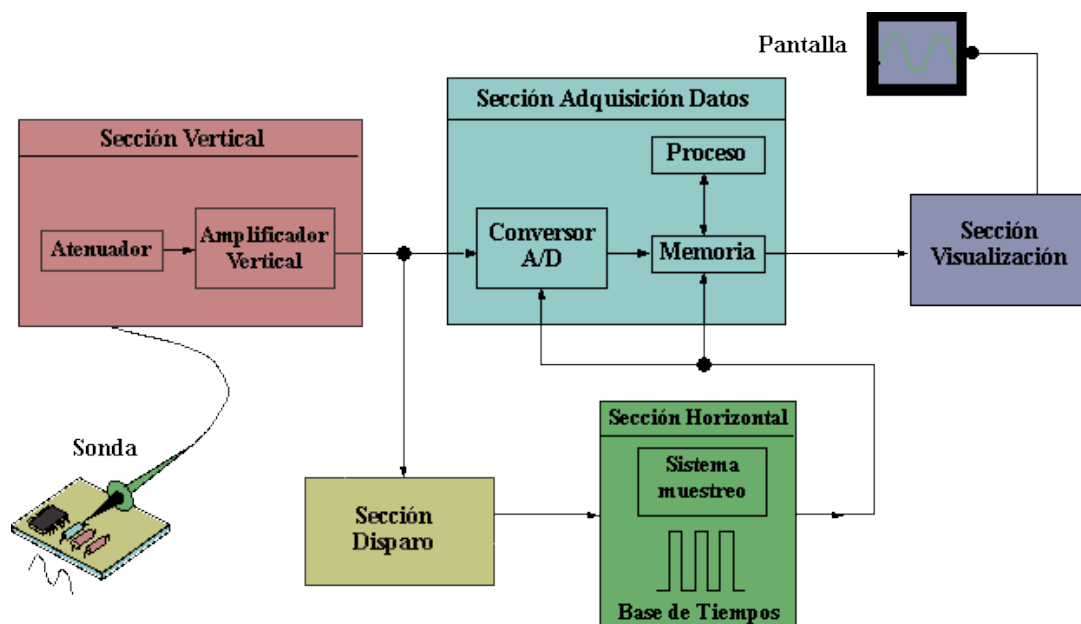 Pantalla
Sección Adquisición Datos
Sección Vertical
Proceso
Atenuador
Amplificador
Vertical
Conversor
A/D
Memoria
Sección
Visualización
Sonda
Sección
Disparo
Sección Horizontal
Sistema
muestreo
Base de Tiempos